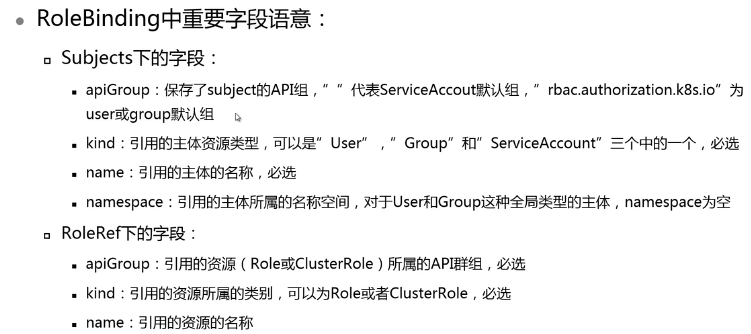 RoleBinding中重要字段语意：
Subjects下的字段：
apiGroup：保存了subject的API组，” ” 代表ServiceAccout默认组，” rbac.authorization.k8s.io” 为
user或group默认组
kind：引用的主体资源类型，可以是” User” ，” Group” 和” ServiceAccount” 三个中的一个，必选
name：引用的主体的名称，必选
namespace：引用的主体所属的名称空间，对于User和Group这种全局类型的主体，namespace为空
RoleRef下的字段：
apiGroup：引用的资源（Role或ClusterRole）所属的API群组，必选
kind：引用的资源所属的类别，可以为Role或者ClusterRole，必选
name：引用的资源的名称